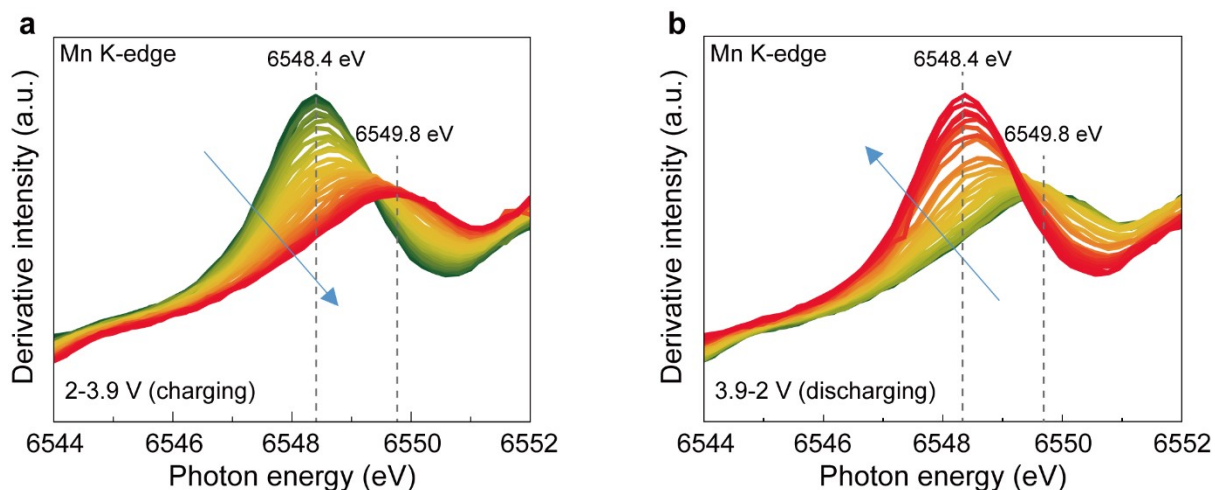 a
Mn K-edge
6548.4 eV
6549.8 eV
Derivative intensity (a.u.)
2-3.9 V (charging)
6544 6546 6548 6550 6552
Photon energy (eV)
b
Mn K-edge
6548.4 eV
6549.8 eV
Derivative intensity (a.u.)
3.9-2 V (discharging)
6544 6546 6548 6550 6552
Photon energy (eV)